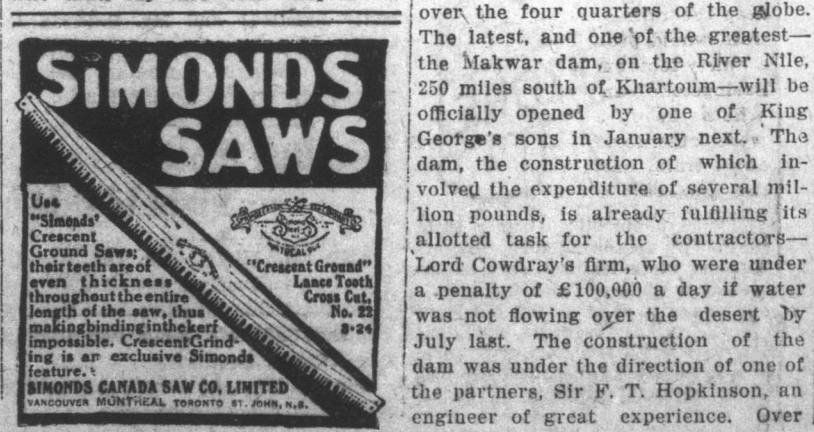 SIMONDS
SAWS
Use
"Simonds"
Crescent
Ground Saws;
their teeth are of
even thickness
throughout the entire
length of the saw, thus
making binding in the kerf
impossible. Crescent Grind-
ing is an exclusive Simonds
feature.
"Crescent Ground"
Lance Tooth
Cross Cut,
No. 22
8-24
SIMONDS CANADA SAW CO. LIMITED
VANCOUVER MONTREAL TORONTO ST. JOHN, N.B.
over the four quarters of the globe.
The latest, and one of the greatest—
the Makwar dam, on the River Nile,
250 miles south of Khartoum—will be
officially opened by one of King
George's sons in January next. The
dam, the construction of which in-
volved the expenditure of several mil-
lion pounds, is already fulfilling its
allotted task for the contractors—
Lord Cowdray's firm, who were under
a penalty of £100,000 a day if water
was not flowing over the desert by
July last. The construction of the
dam was under the direction of one of
the partners, Sir F. T. Hopkinson, an
engineer of great experience. Over